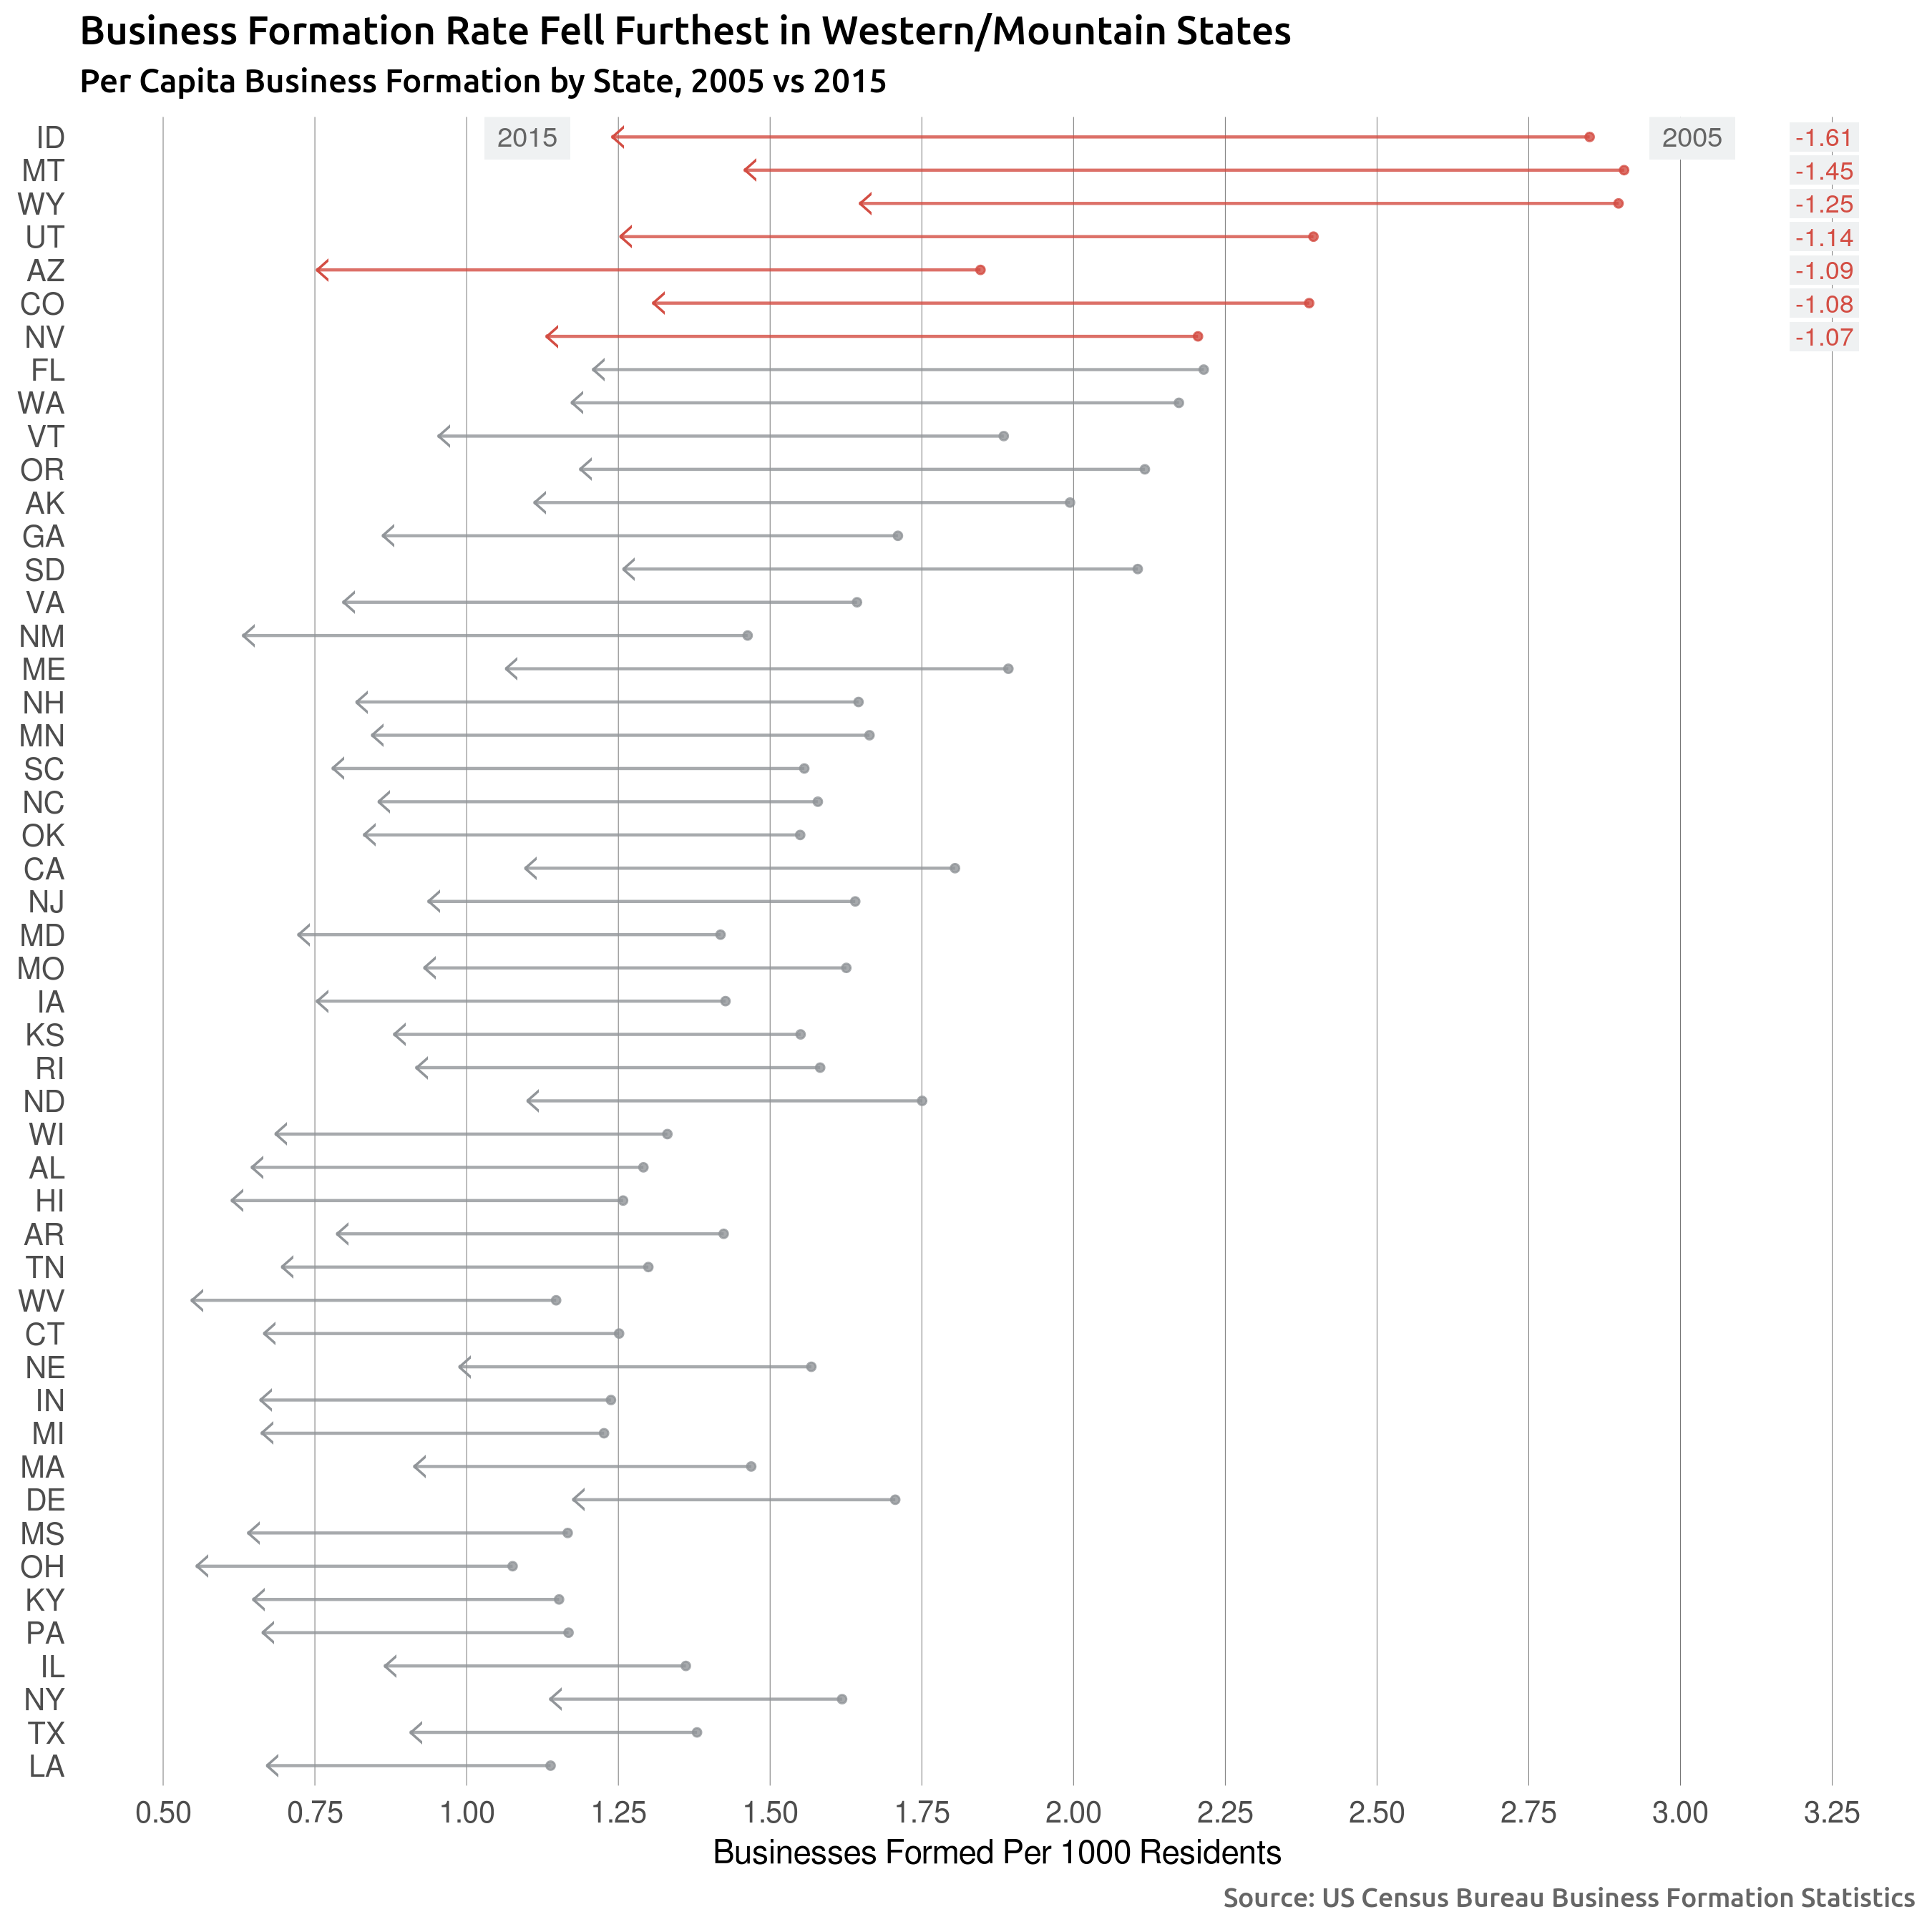 Business Formation Rate Fell Furthest in Western/Mountain States
Per Capita Business Formation by State, 2005 vs 2015
ID 2015 2005 -1.61
MT -1.45
WY -1.25
UT -1.14
AZ -1.09
CO -1.08
NV -1.07
FL
WA
VT
OR
AK
GA
SD
VA
NM
ME
NH
MN
SC
NC
OK
CA
NJ
MD
MO
IA
KS
RI
ND
WI
AL
HI
AR
TN
WV
CT
NE
IN
MI
MA
DE
MS
OH
KY
PA
IL
NY
TX
LA
0.50 0.75 1.00 1.25 1.50 1.75 2.00 2.25 2.50 2.75 3.00 3.25
Businesses Formed Per 1000 Residents
Source: US Census Bureau Business Formation Statistics